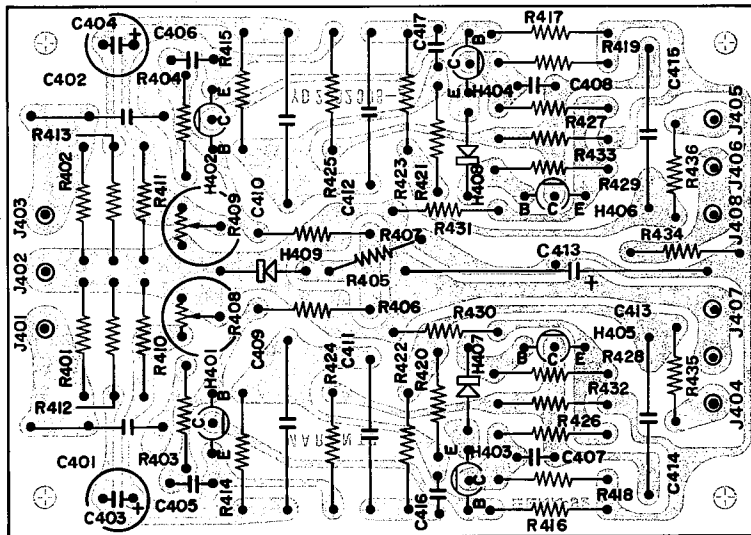 C404 C406 R415 C417 B R417
+ R419 C415
C402 R404 E C E H404 C408 J405
R413 C B R427
R402 H402 R425 R423 R421 H408 R433 R436 J406
R411 R409 C410 C412 R429
J403 B C E H406 J408
R431
R407 R434
J402 H409 C413
R405 +
R408 R406 R430 C413 J407
J401 H405
R401 R410 H401 C409 C411 R422 R420 H407 B C E R428
R424 R432 R435
R412 B J404
C R426
C401 R403 E H403 C407
R414 C R418 C414
C403 + C405 C416 B R416